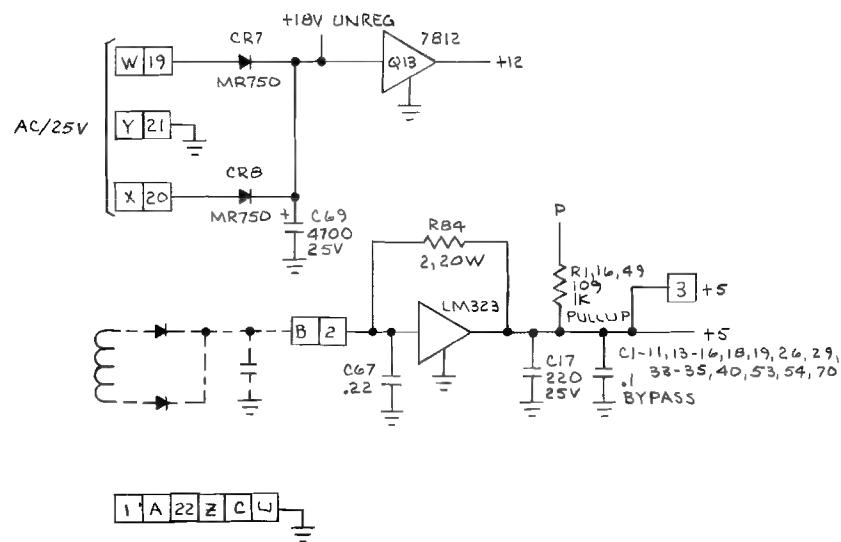 +18V UNREG
CR7
7812
W 19
Q13
+12
MR750
AC/25V
Y 21
CR8
X 20
MR750
+
C69
4700
25V
R84
2,20W
P
R1,16,49
109
1K
PULLUP
3 +5
LM323
B 2
+5
C67
.22
C17
220
25V
C1-11,13-16,18,19,26,29,
33-35,40,53,54,70
.1
BYPASS
1 A 22 Z C